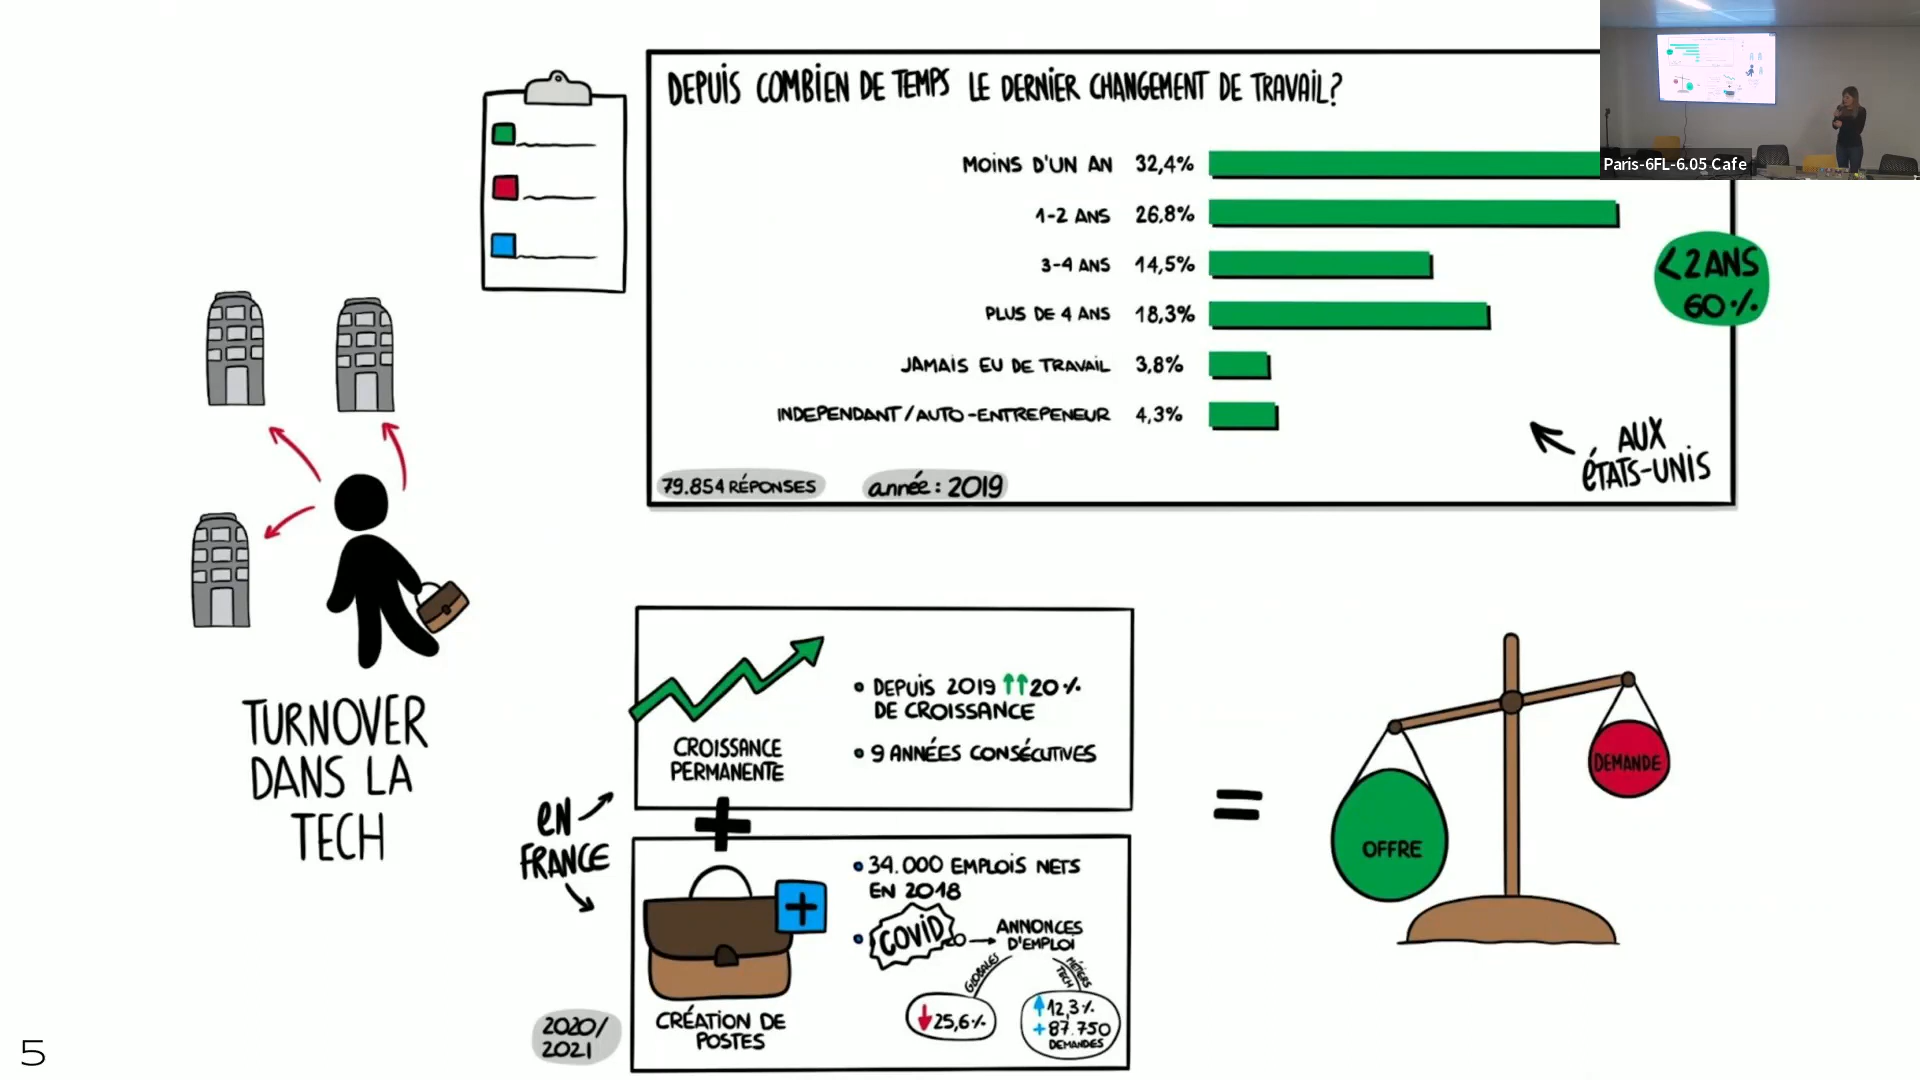 DEPUIS COMBIEN DE TEMPS LE DERNIER CHANGEMENT DE TRAVAIL?
MOINS D'UN AN 32,4%
1-2 ANS 26,8%
3-4 ANS 14,5%
PLUS DE 4 ANS 18,3%
JAMAIS EU DE TRAVAIL 3,8%
INDEPENDANT/AUTO-ENTREPENEUR 4,3%
<2 ANS
60%
AUX
ÉTATS-UNIS
79.854 RÉPONSES
année: 2019
Paris-6FL-6.05 Cafe
TURNOVER
DANS LA
TECH
EN
FRANCE
CROISSANCE
PERMANENTE
DEPUIS 2019 20%
DE CROISSANCE
9 ANNÉES CONSÉCUTIVES
+
CRÉATION DE
POSTES
+
34.000 EMPLOIS NETS
EN 2018
COVID
ANNONCES
D'EMPLOI
GLOBALES
25,6%
MÉTIERS
TECH
12,3%
+87.750
DEMANDES
2020/
2021
=
OFFRE
DEMANDE
5